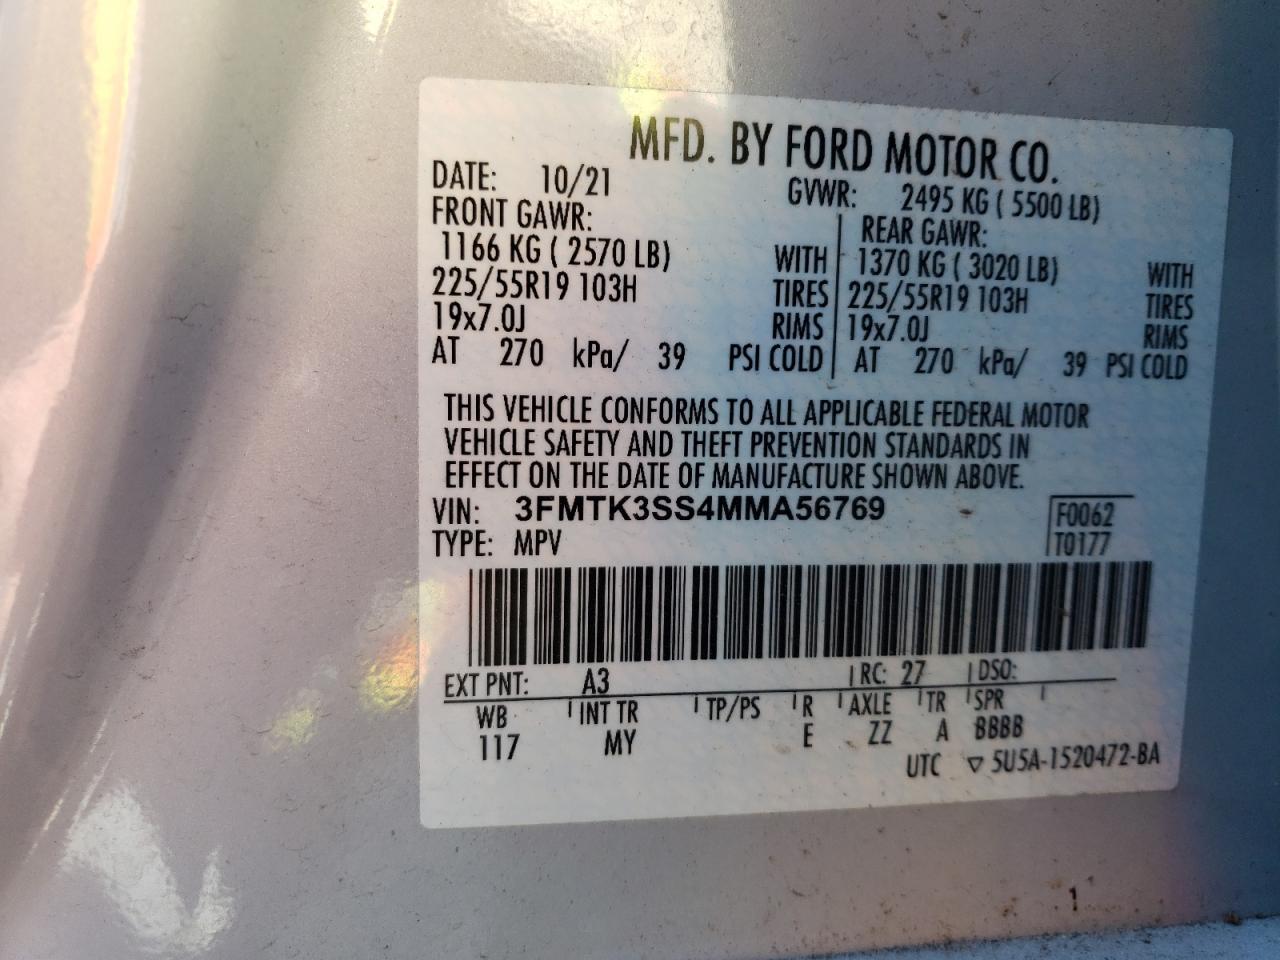 MFD. BY FORD MOTOR CO.
DATE: 10/21 GVWR: 2495 KG ( 5500 LB)
FRONT GAWR: REAR GAWR:
1166 KG ( 2570 LB) WITH 1370 KG ( 3020 LB) WITH
225/55R19 103H TIRES 225/55R19 103H TIRES
19x7.0J RIMS 19x7.0J RIMS
AT 270 kPa/ 39 PSI COLD AT 270 kPa/ 39 PSI COLD
THIS VEHICLE CONFORMS TO ALL APPLICABLE FEDERAL MOTOR
VEHICLE SAFETY AND THEFT PREVENTION STANDARDS IN
EFFECT ON THE DATE OF MANUFACTURE SHOWN ABOVE.
VIN: 3FMTK3SS4MMA56769 F0062
TYPE: MPV T0177
EXT PNT: A3 RC: 27 DSO:
WB INT TR TP/PS R AXLE TR SPR
117 MY E ZZ A BBBB
UTC ▽ 5U5A-1520472-BA